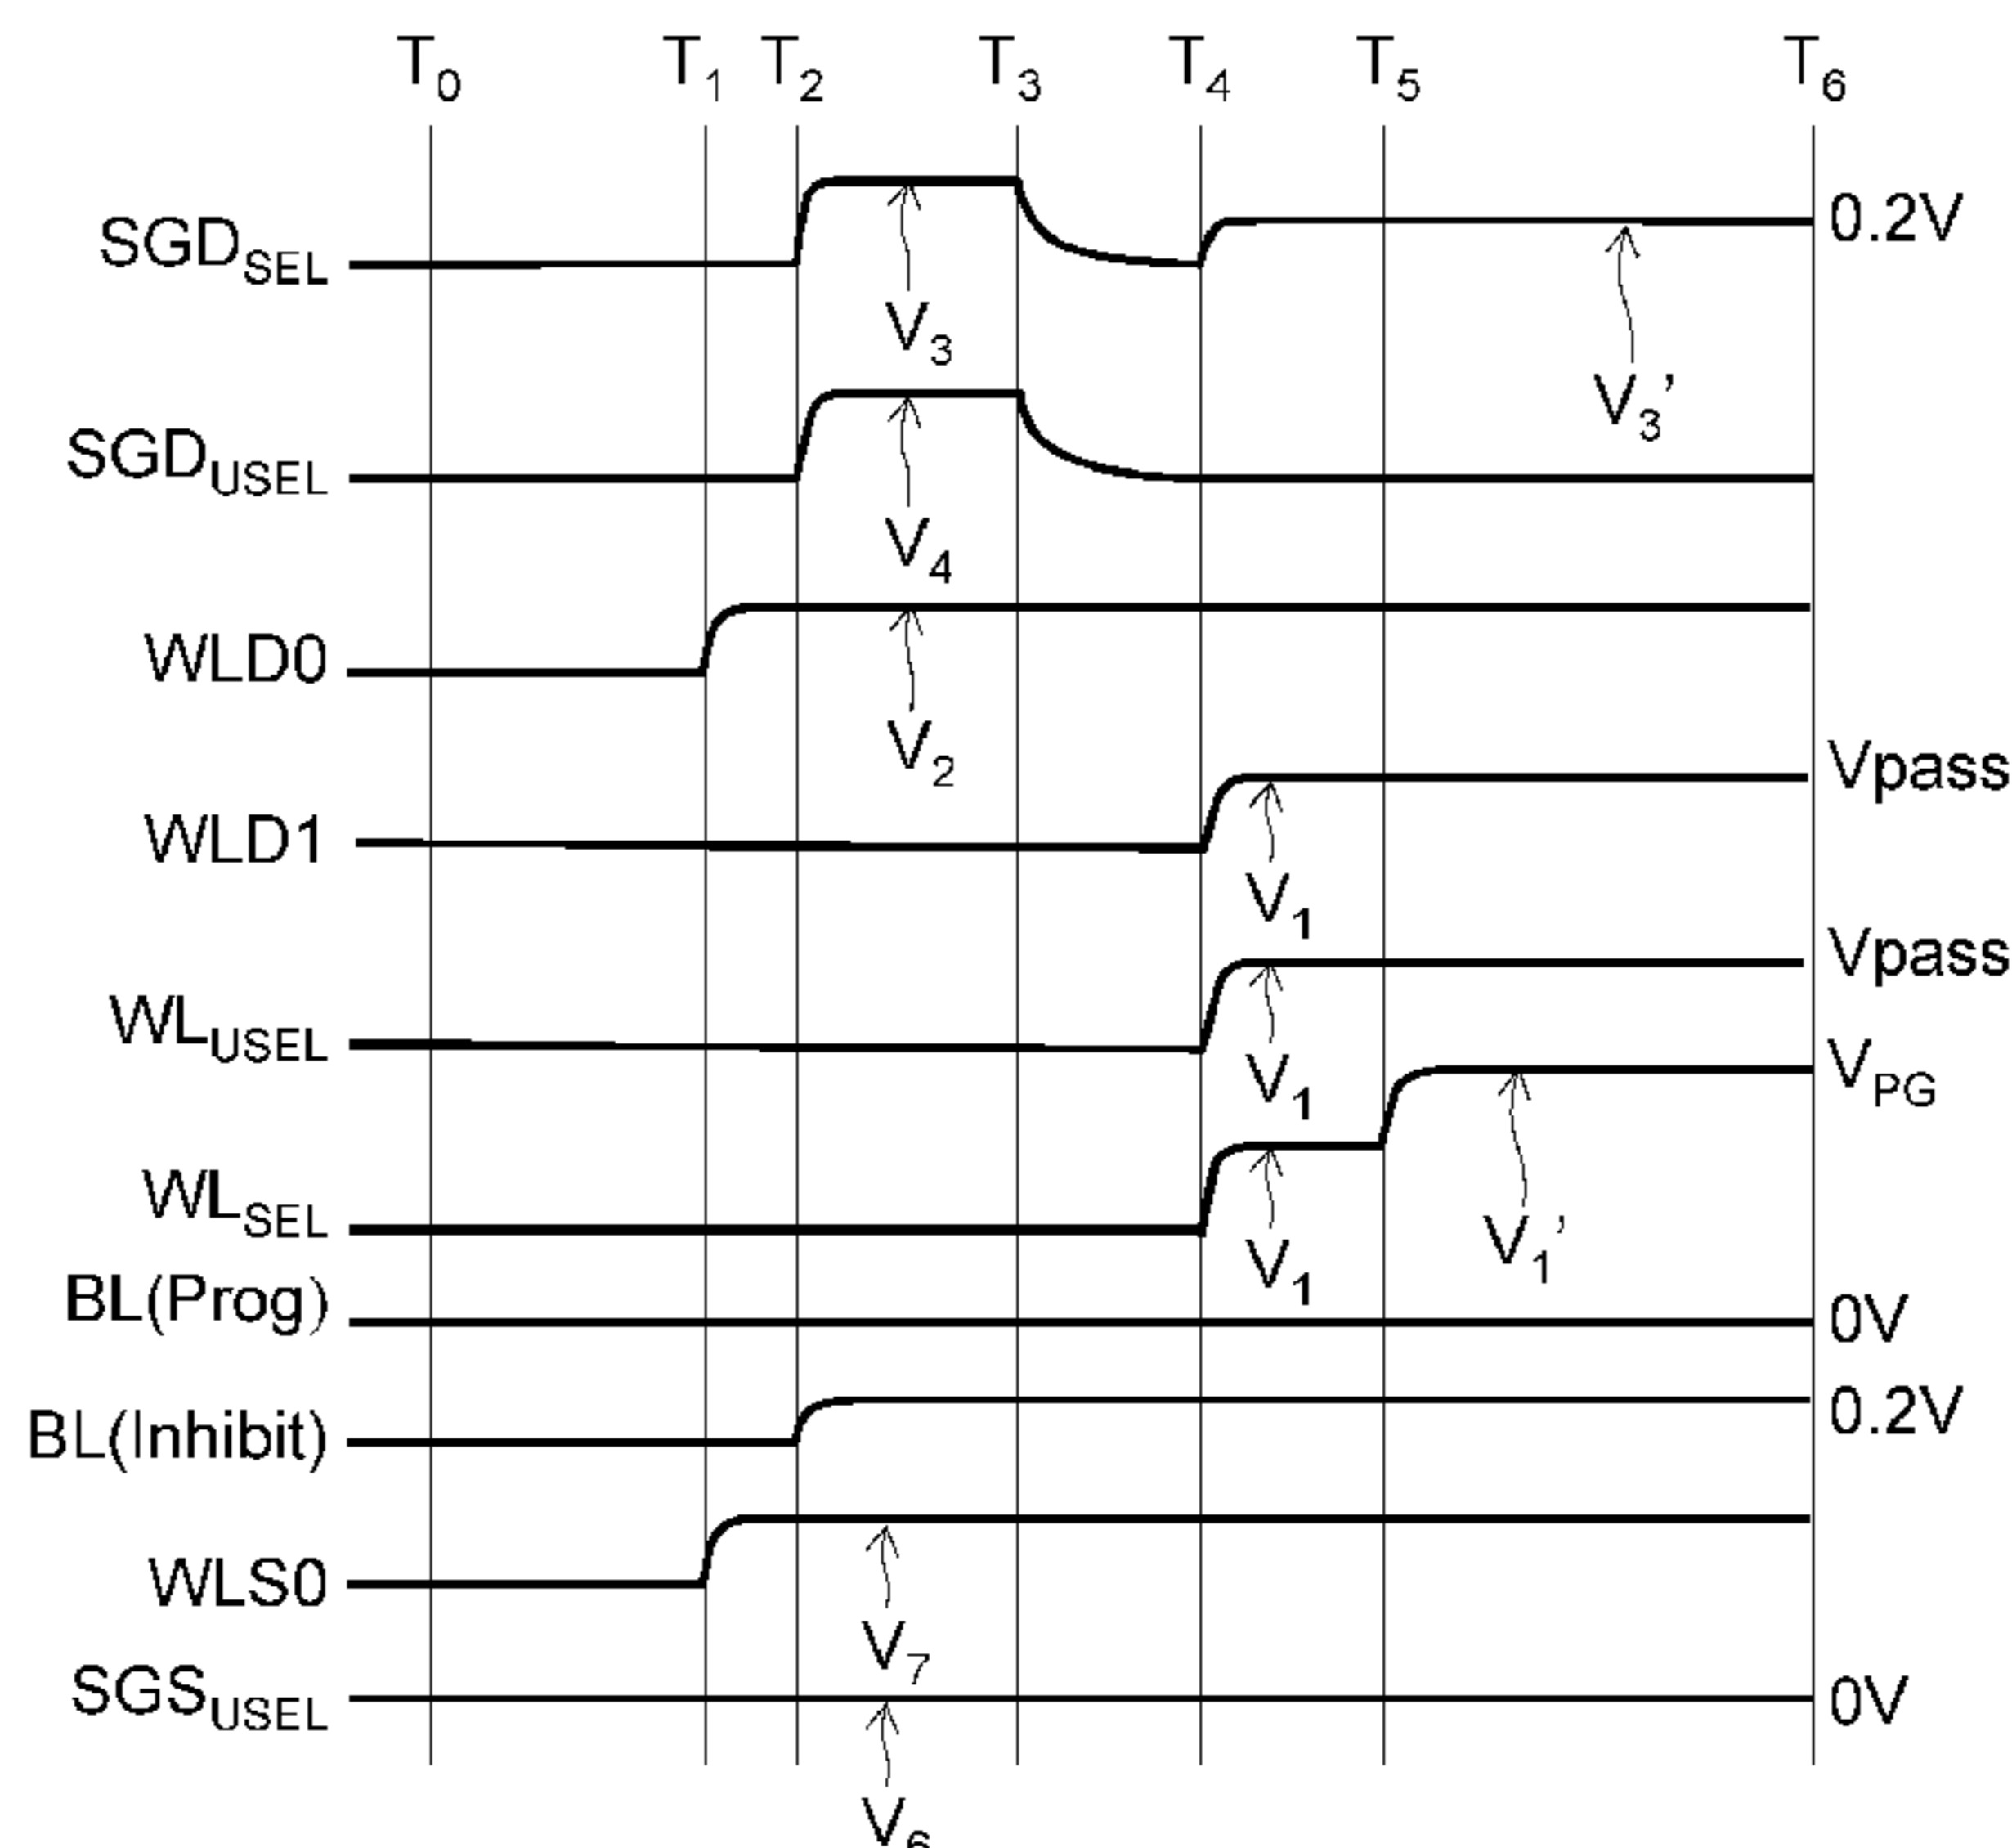 T0 T1 T2 T3 T4 T5 T6
SGDSEL 0.2V
V3
V3’
SGDUSEL
V4
WLD0
V2
Vpass
WLD1
V1
Vpass
WLUSEL
V1
VPG
WLSEL
V1
V1’
BL(Prog) 0V
BL(Inhibit) 0.2V
WLS0
V7
SGSUSEL 0V
V6